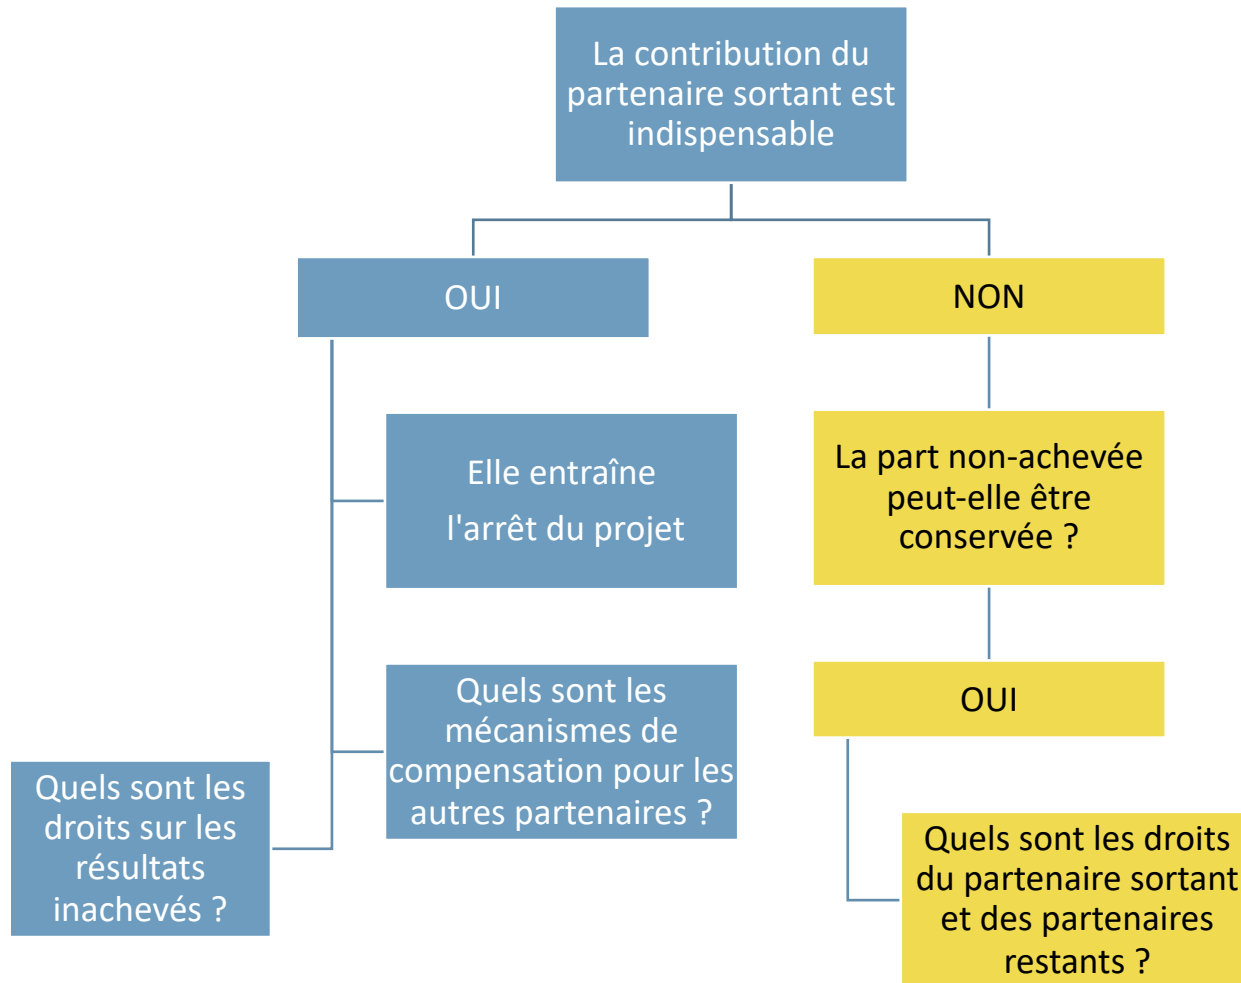 La contribution du
partenaire sortant est
indispensable
OUI
NON
Elle entraîne
l'arrêt du projet
La part non-achevée
peut-elle être
conservée ?
Quels sont les
mécanismes de
compensation pour les
autres partenaires ?
OUI
Quels sont les
droits sur les
résultats
inachevés ?
Quels sont les droits
du partenaire sortant
et des partenaires
restants ?